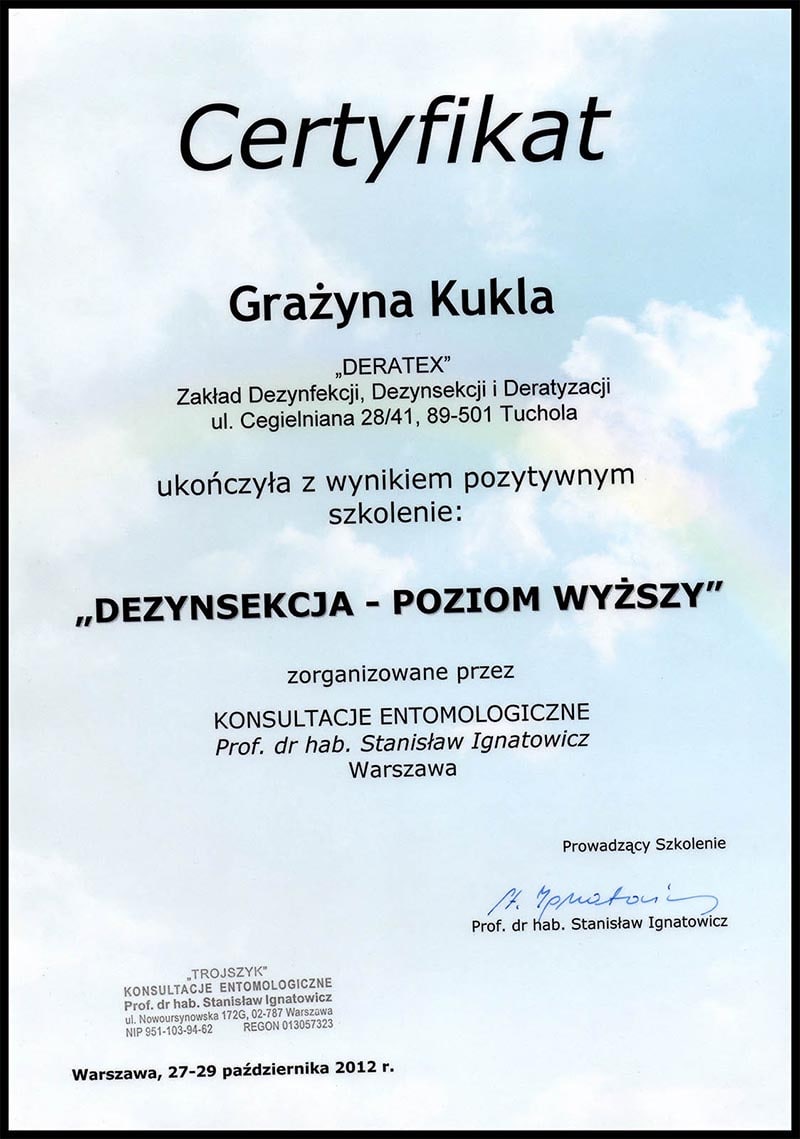 Certyfikat
Grażyna Kukla
„DERATEX”
Zakład Dezynfekcji, Dezynsekcji i Deratyzacji
ul. Cegielniana 28/41, 89-501 Tuchola
ukończyła z wynikiem pozytywnym
szkolenie:
„DEZYNSEKCJA - POZIOM WYŻSZY”
zorganizowane przez
KONSULTACJE ENTOMOLOGICZNE
Prof. dr hab. Stanisław Ignatowicz
Warszawa
Prowadzący Szkolenie
St. Ignatowicz
Prof. dr hab. Stanisław Ignatowicz
„TROJSZYK”
KONSULTACJE ENTOMOLOGICZNE
Prof. dr hab. Stanisław Ignatowicz
ul. Nowoursynowska 172G, 02-787 Warszawa
NIP 951-103-94-62 REGON 013057323
Warszawa, 27-29 października 2012 r.